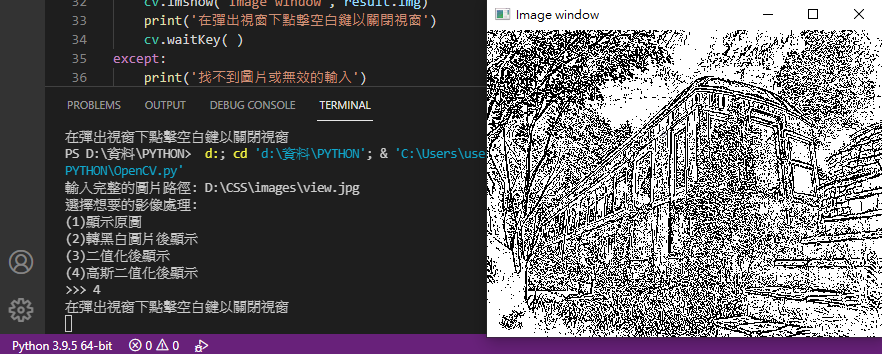 32 cv.imshow('Image window', result.img)
33 print('在彈出視窗下點擊空白鍵以關閉視窗')
34 cv.waitKey( )
35 except:
36 print('找不到圖片或無效的輸入')
PROBLEMS OUTPUT DEBUG CONSOLE TERMINAL
在彈出視窗下點擊空白鍵以關閉視窗
PS D:\資料\PYTHON> d:; cd 'd:\資料\PYTHON'; & 'C:\Users\use
PYTHON\OpenCV.py'
輸入完整的圖片路徑: D:\CSS\images\view.jpg
選擇想要的影像處理:
(1)顯示原圖
(2)轉黑白圖片後顯示
(3)二值化後顯示
(4)高斯二值化後顯示
>>> 4
在彈出視窗下點擊空白鍵以關閉視窗
Python 3.9.5 64-bit 0 0
Image window